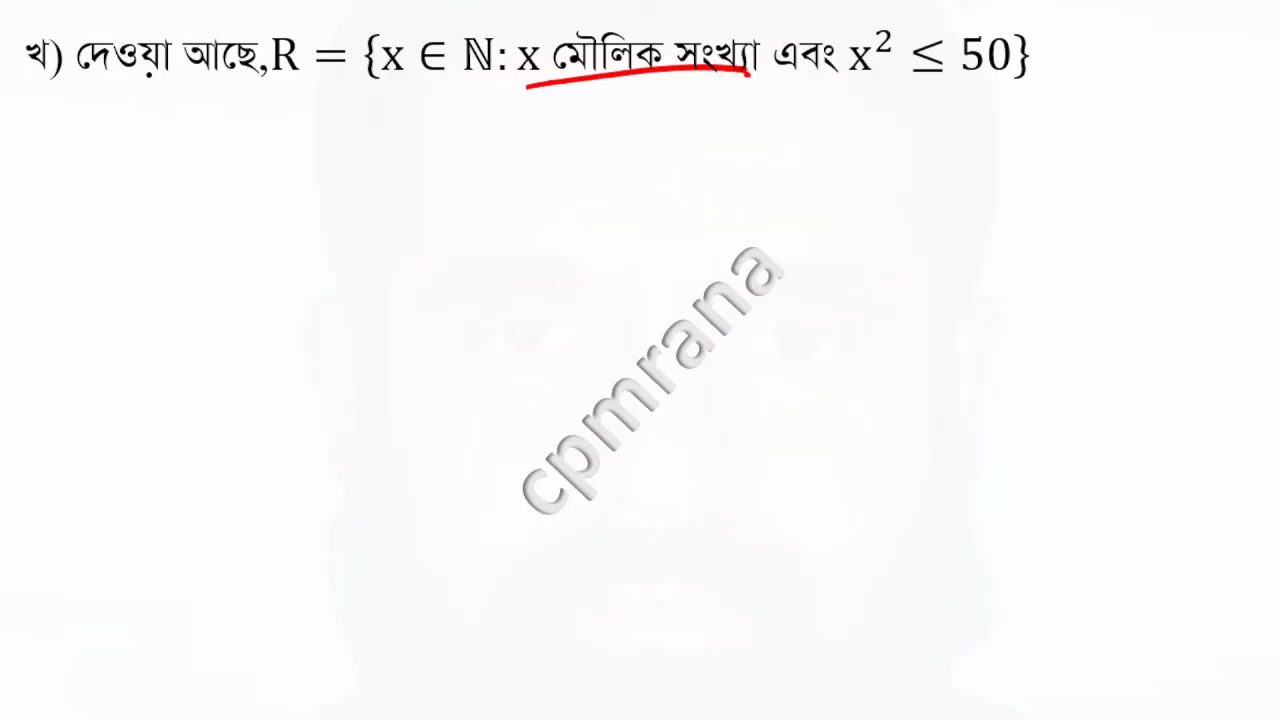 খ) দেওয়া আছে,R = {x ∈ ℕ: x মৌলিক সংখ্যা এবং x² ≤ 50}
cpmrana